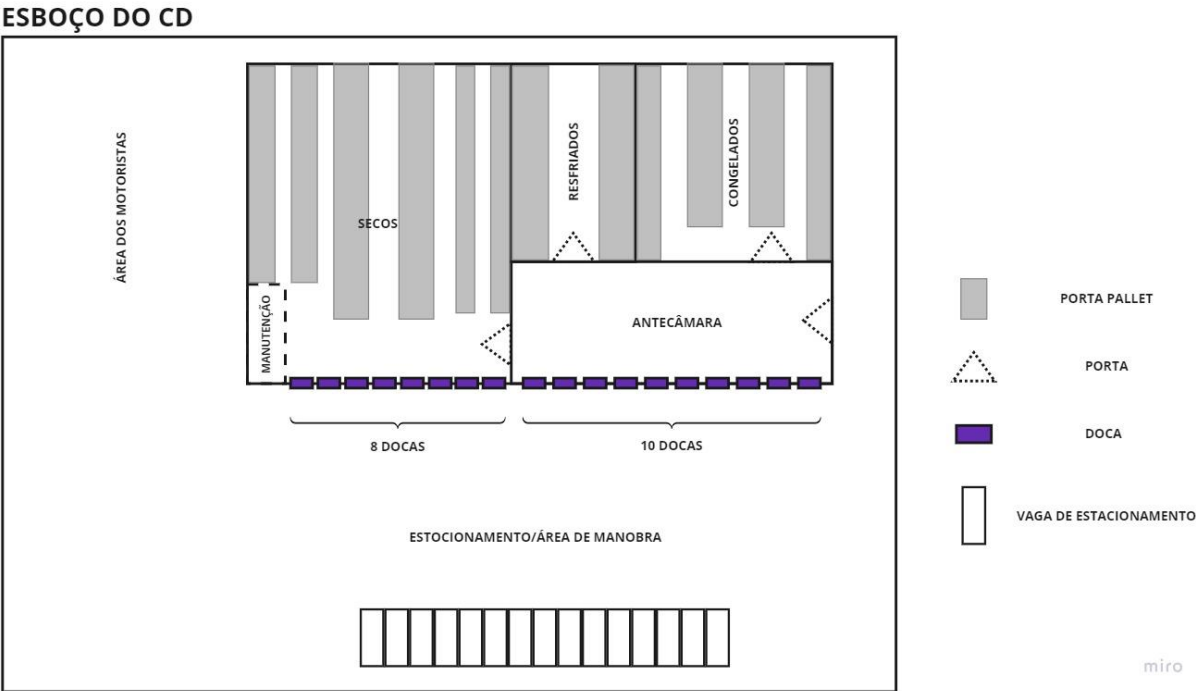 ESBOÇO DO CD
ÁREA DOS MOTORISTAS
SECOS
RESFRIADOS
CONGELADOS
MANUTENÇÃO
ANTECÂMARA
8 DOCAS
10 DOCAS
ESTOCIONAMENTO/ÁREA DE MANOBRA
PORTA PALLET
PORTA
DOCA
VAGA DE ESTACIONAMENTO
miro